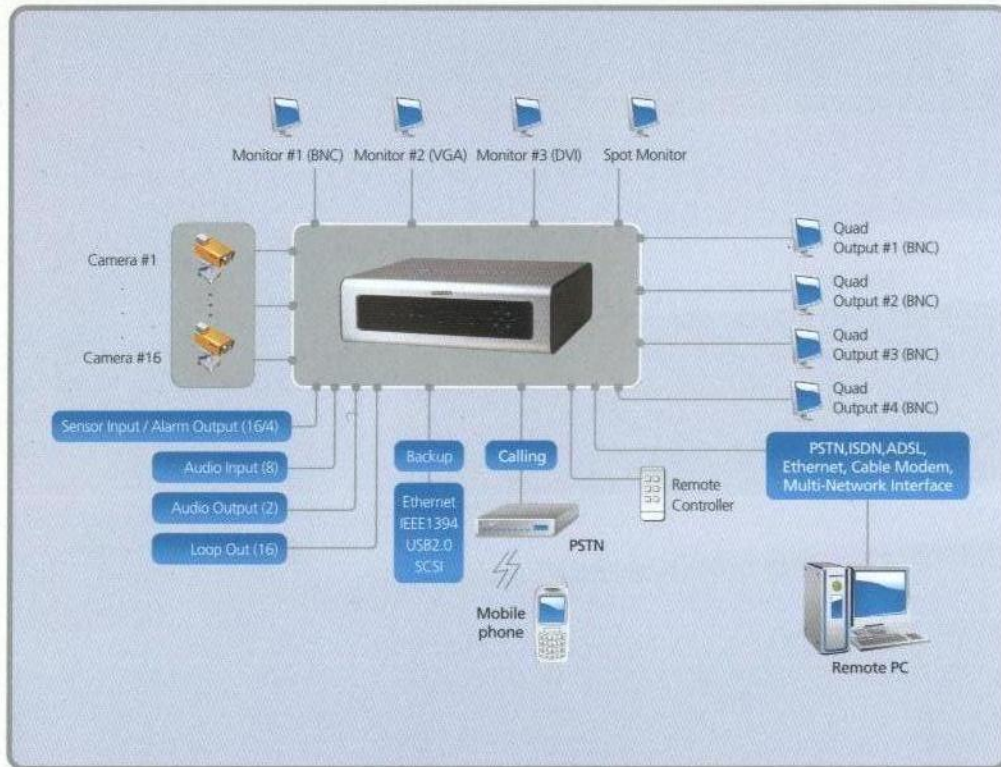 Monitor #1 (BNC)
Monitor #2 (VGA)
Monitor #3 (DVI)
Spot Monitor
Camera #1
Camera #16
Quad
Output #1 (BNC)
Quad
Output #2 (BNC)
Quad
Output #3 (BNC)
Quad
Output #4 (BNC)
Sensor Input / Alarm Output (16/4)
Audio Input (8)
Audio Output (2)
Loop Out (16)
Backup
Ethernet
IEEE1394
USB2.0
SCSI
Calling
PSTN
Mobile
phone
Remote
Controller
PSTN,ISDN,ADSL,
Ethernet, Cable Modem,
Multi-Network Interface
Remote PC